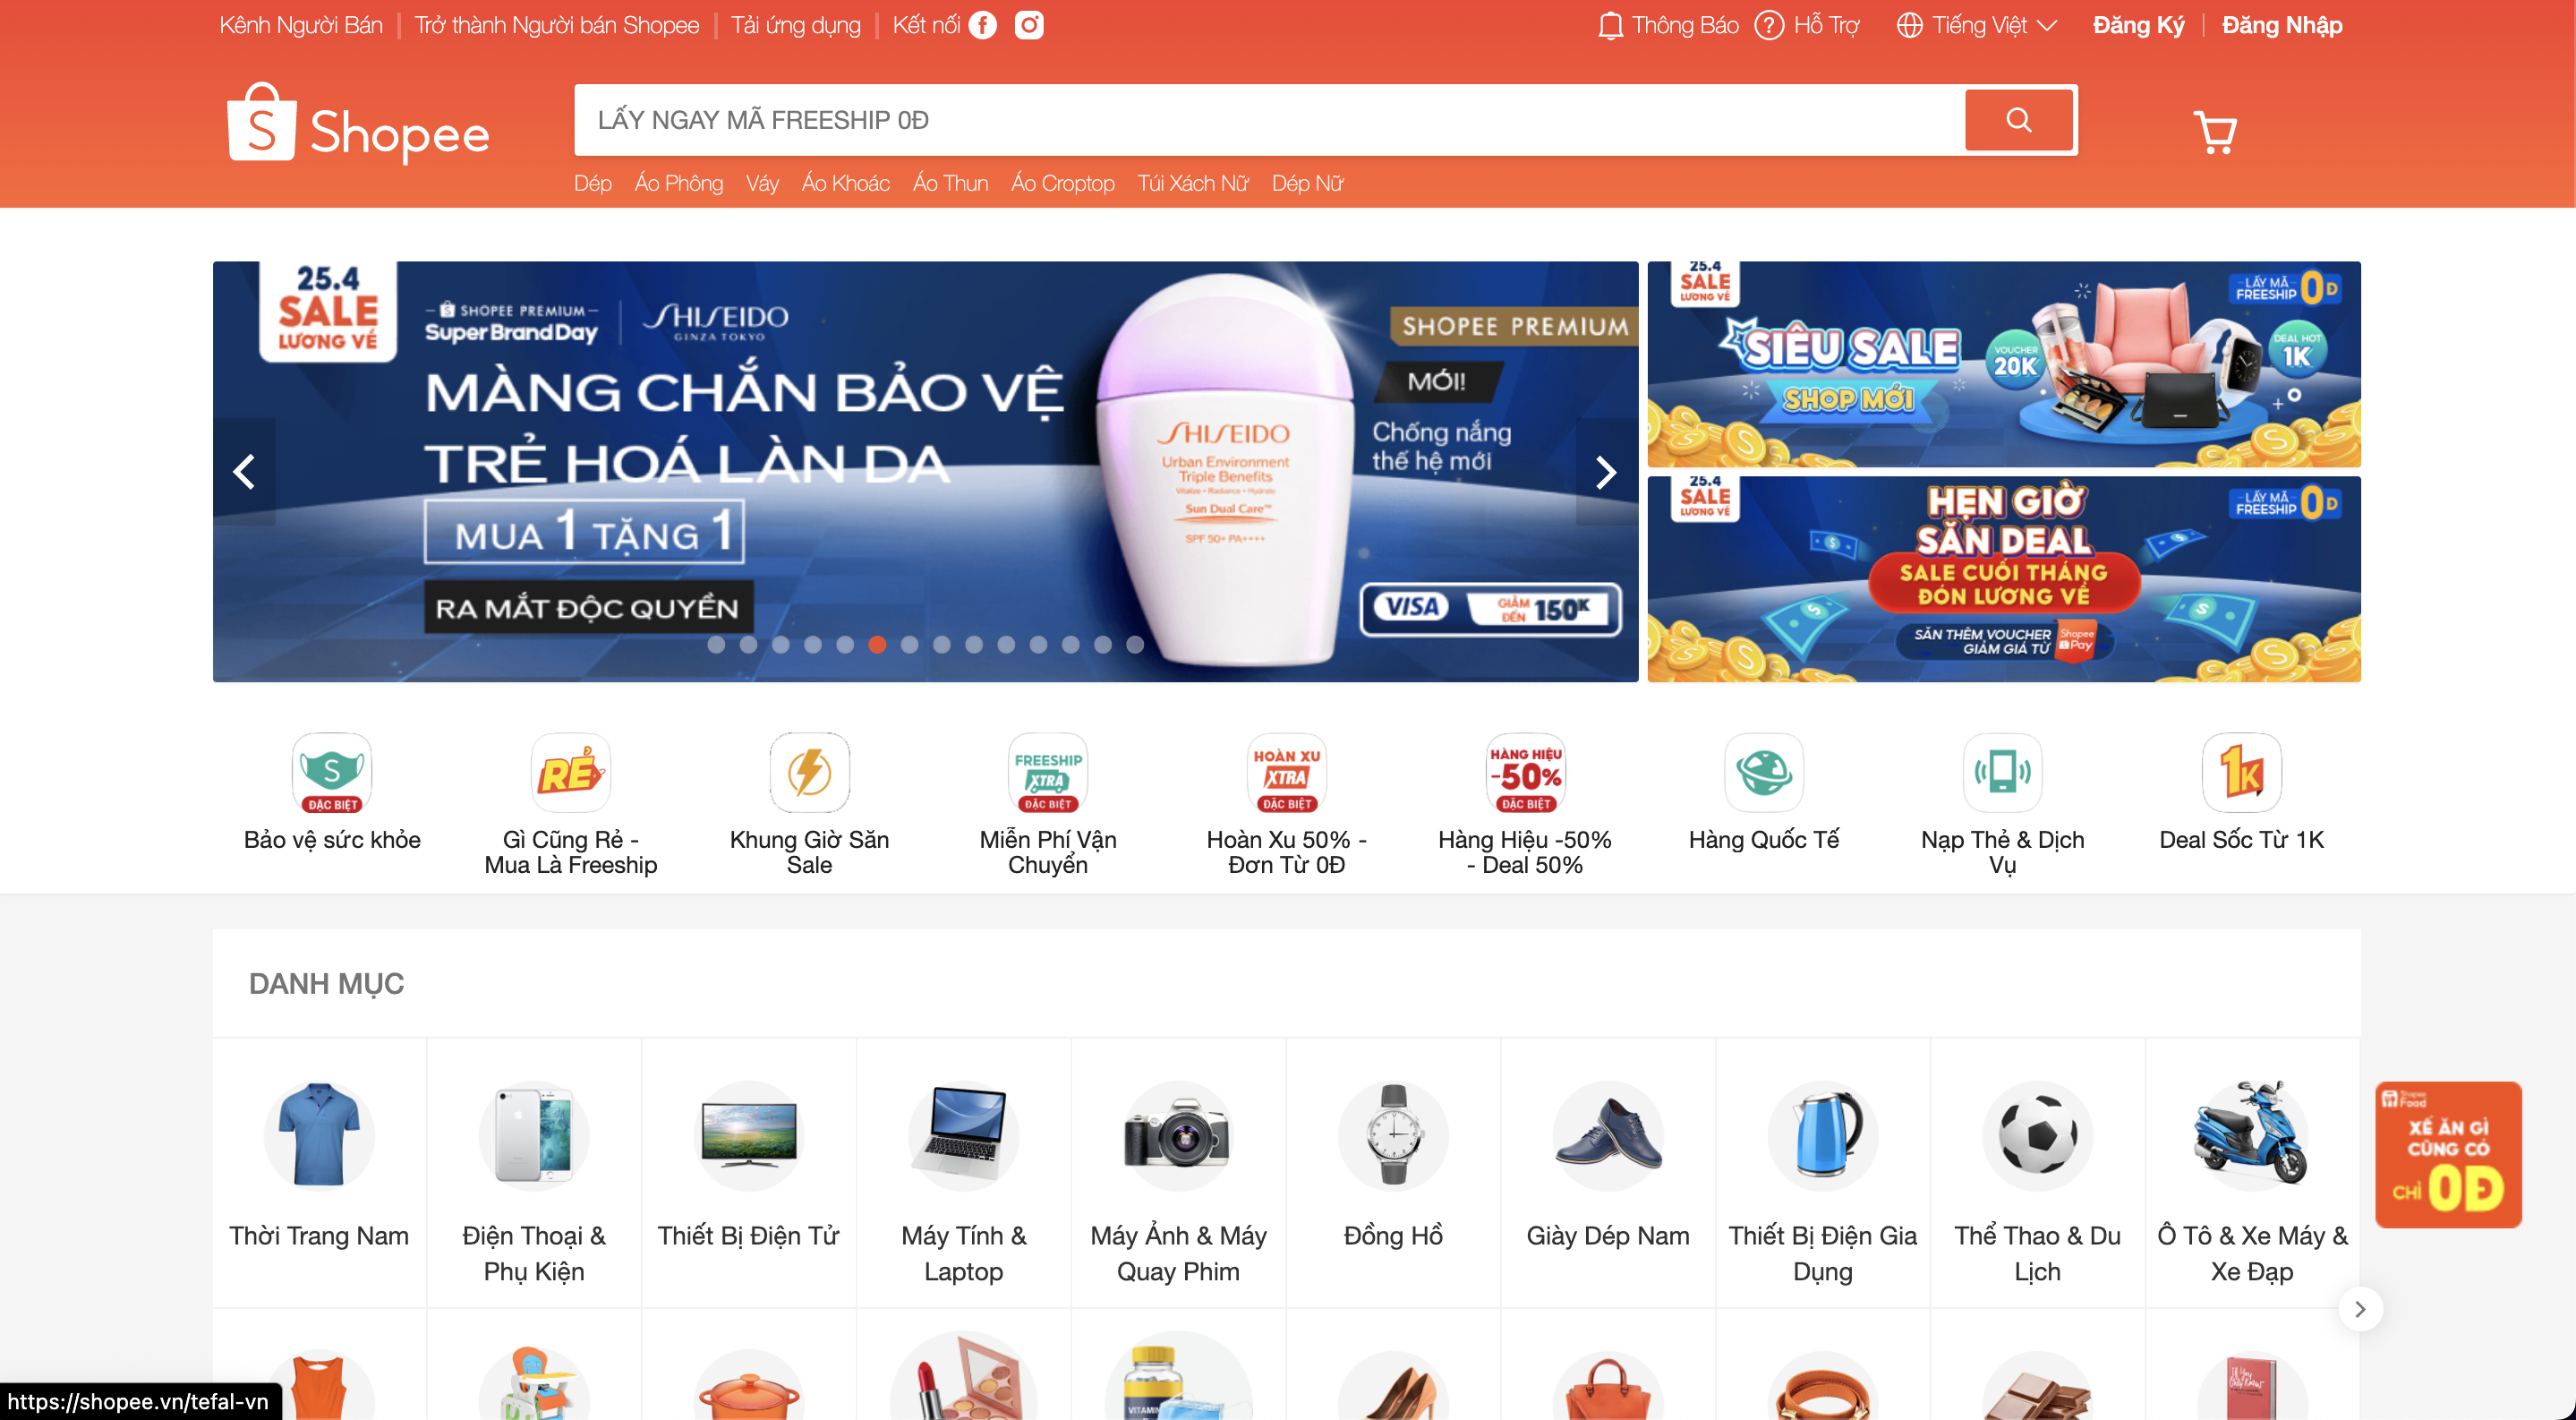 Kênh Người Bán
Trở thành Người bán Shopee
Tải ứng dụng
Kết nối
Thông Báo
Hỗ Trợ
Tiếng Việt
Đăng Ký
Đăng Nhập
Shopee
LẤY NGAY MÃ FREESHIP 0Đ
Dép
Áo Phông
Váy
Áo Khoác
Áo Thun
Áo Croptop
Túi Xách Nữ
Dép Nữ
25.4
SALE
LƯƠNG VỀ
SHOPEE PREMIUM
Super Brand Day
SHISEIDO
GINZA TOKYO
MÀNG CHẮN BẢO VỆ
TRẺ HOÁ LÀN DA
MUA 1 TẶNG 1
RA MẮT ĐỘC QUYỀN
SHISEIDO
Urban Environment
Triple Benefits
Vitalize • Radiance • Hydrate
Sun Dual Care™
SPF 50+ PA++++
SHOPEE PREMIUM
MỚI!
Chống nắng
thế hệ mới
VISA
GIẢM
ĐẾN
150K
25.4
SALE
LƯƠNG VỀ
SIÊU SALE
SHOP MỚI
VOUCHER
20K
LẤY MÃ
FREESHIP
0Đ
DEAL HOT
1K
25.4
SALE
LƯƠNG VỀ
HẸN GIỜ
SĂN DEAL
SALE CUỐI THÁNG
ĐÓN LƯƠNG VỀ
SĂN THÊM VOUCHER
GIẢM GIÁ TỪ
Shopee
Pay
LẤY MÃ
FREESHIP
0Đ
S
ĐẶC BIỆT
Bảo vệ sức khỏe
RẺ
Gì Cũng Rẻ -
Mua Là Freeship
Khung Giờ Săn
Sale
FREESHIP
XTRA
ĐẶC BIỆT
Miễn Phí Vận
Chuyển
HOÀN XU
XTRA
ĐẶC BIỆT
Hoàn Xu 50% -
Đơn Từ 0Đ
HÀNG HIỆU
-50%
ĐẶC BIỆT
Hàng Hiệu -50%
- Deal 50%
Hàng Quốc Tế
Nạp Thẻ & Dịch
Vụ
1K
Deal Sốc Từ 1K
DANH MỤC
Thời Trang Nam
Điện Thoại &
Phụ Kiện
Thiết Bị Điện Tử
Máy Tính &
Laptop
Máy Ảnh & Máy
Quay Phim
Đồng Hồ
Giày Dép Nam
Thiết Bị Điện Gia
Dụng
Thể Thao & Du
Lịch
Ô Tô & Xe Máy &
Xe Đạp
Shopee
Food
XẾ ĂN GÌ
CŨNG CÓ
CHỈ 0Đ
VITAMIN
https://shopee.vn/tefal-vn